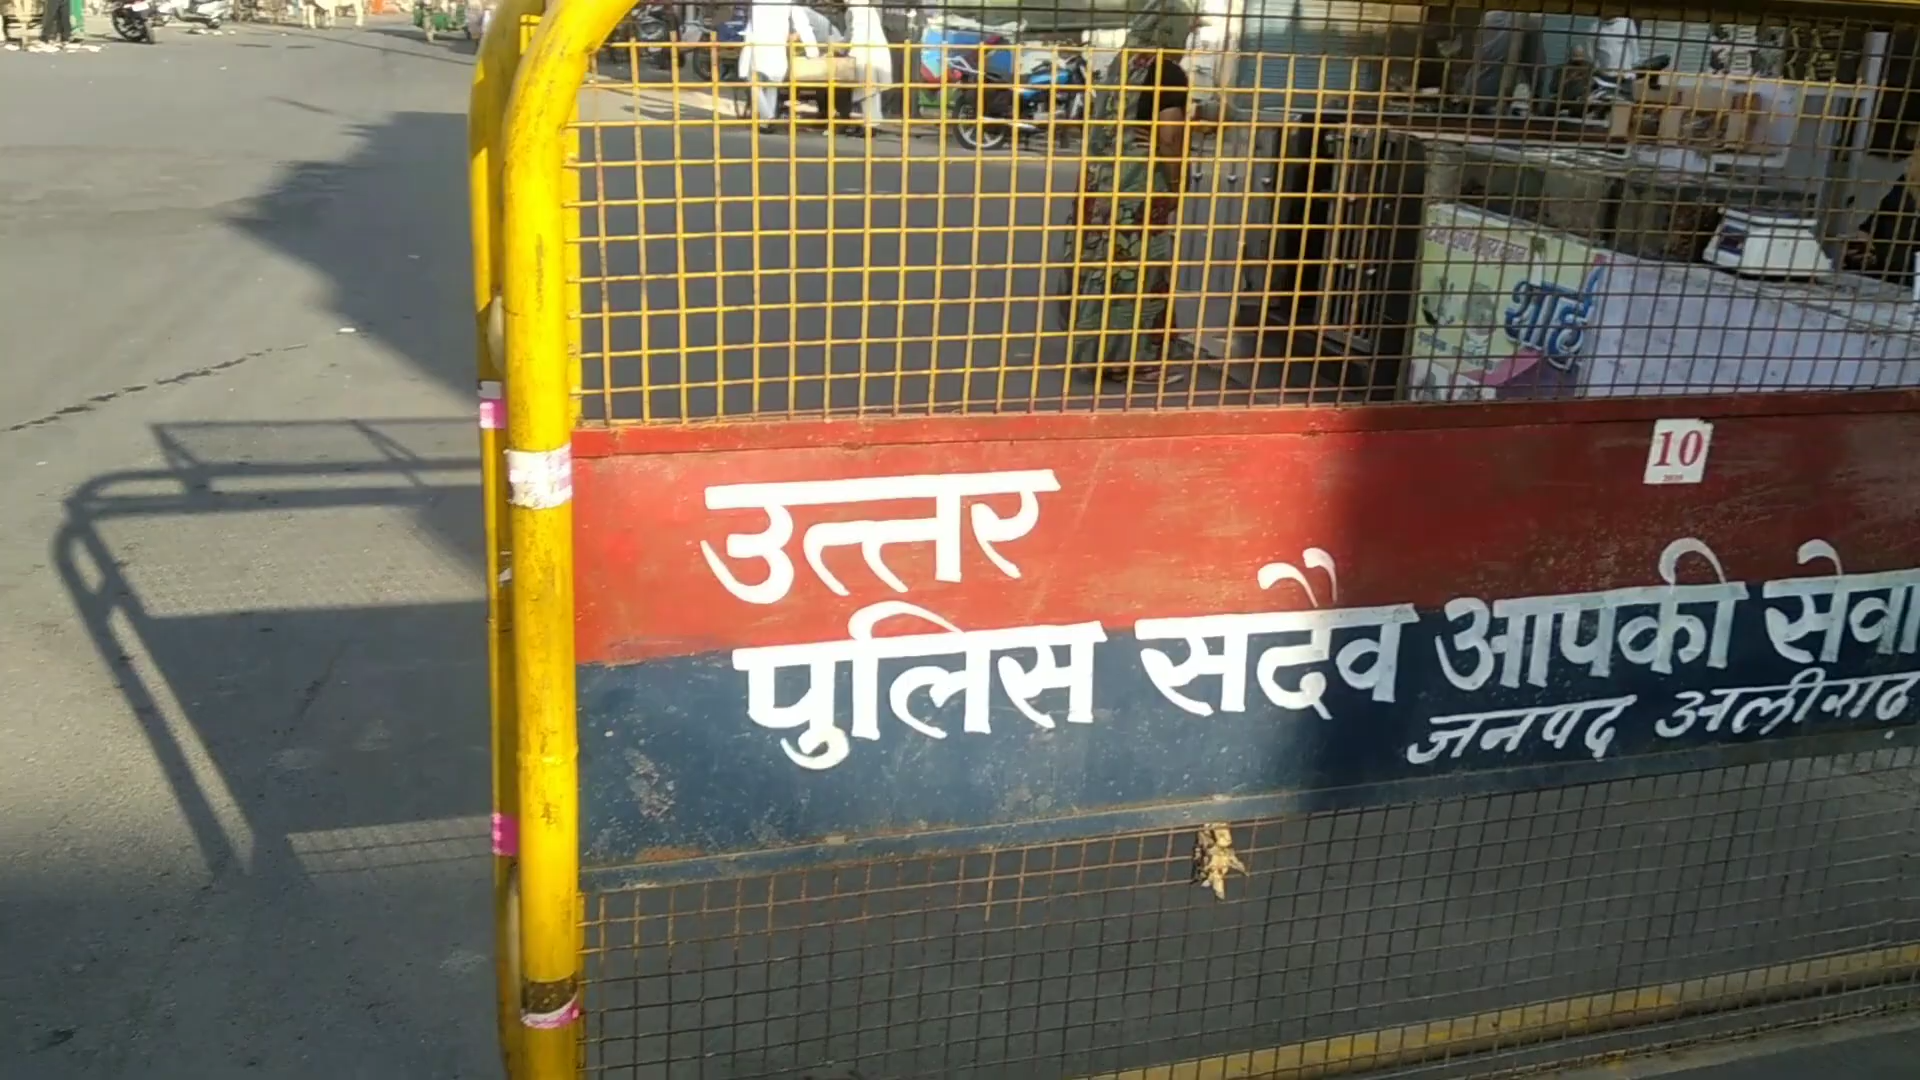 शाही
10
उत्तर
पुलिस सदैव आपकी सेवा
जनपद अलीगढ़